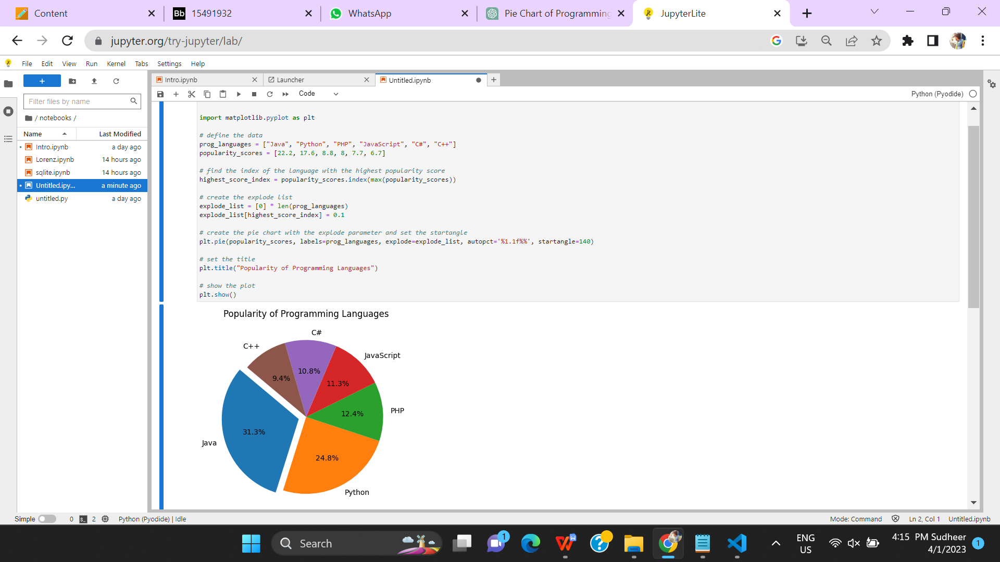 Content
Bb 15491932
WhatsApp
Pie Chart of Programming
JupyterLite
jupyter.org/try-jupyter/lab/
File Edit View Run Kernel Tabs Settings Help
Intro.ipynb
Launcher
Untitled.ipynb
Filter files by name
Code
Python (Pyodide)
/ notebooks /
Name Last Modified
Intro.ipynb a day ago
Lorenz.ipynb 14 hours ago
sqlite.ipynb 14 hours ago
Untitled.ipy... a minute ago
untitled.py a day ago
import matplotlib.pyplot as plt
# define the data
prog_languages = ["Java", "Python", "PHP", "JavaScript", "C#", "C++"]
popularity_scores = [22.2, 17.6, 8.8, 8, 7.7, 6.7]
# find the index of the language with the highest popularity score
highest_score_index = popularity_scores.index(max(popularity_scores))
# create the explode list
explode_list = [0] * len(prog_languages)
explode_list[highest_score_index] = 0.1
# create the pie chart with the explode parameter and set the startangle
plt.pie(popularity_scores, labels=prog_languages, explode=explode_list, autopct='%1.1f%%', startangle=140)
# set the title
plt.title("Popularity of Programming Languages")
# show the plot
plt.show()
Popularity of Programming Languages
C#
C++
JavaScript
10.8%
9.4%
11.3%
PHP
12.4%
31.3%
Java
24.8%
Python
Simple 0 $_ 2 Python (Pyodide) | Idle
Mode: Command Ln 2, Col 1 Untitled.ipynb
Search
1
W
ENG
US
4:15 PM Sudheer
4/1/2023
1